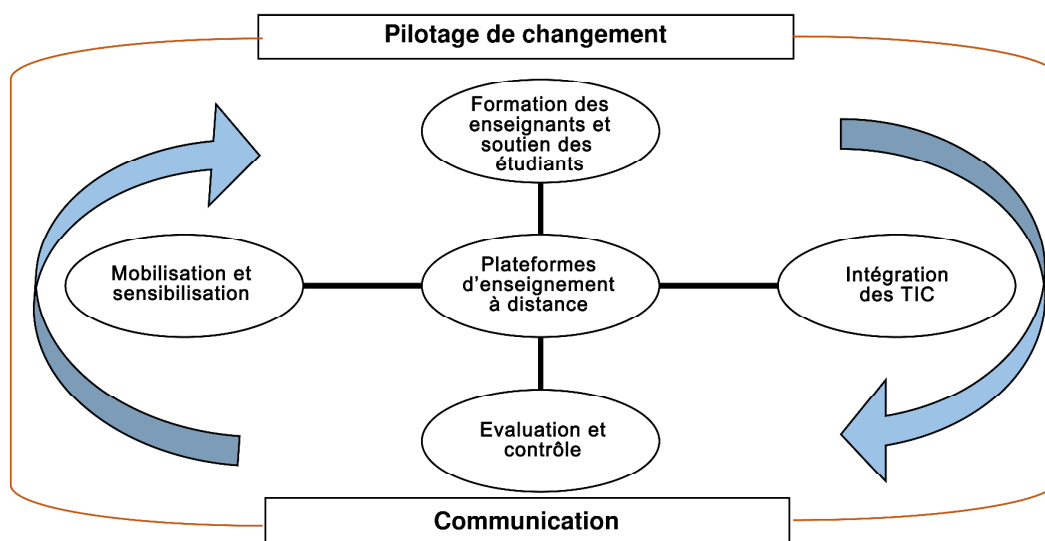 Pilotage de changement
Formation des
enseignants et
soutien des
étudiants
Mobilisation et
sensibilisation
Plateformes
d'enseignement
à distance
Intégration
des TIC
Evaluation et
contrôle
Communication